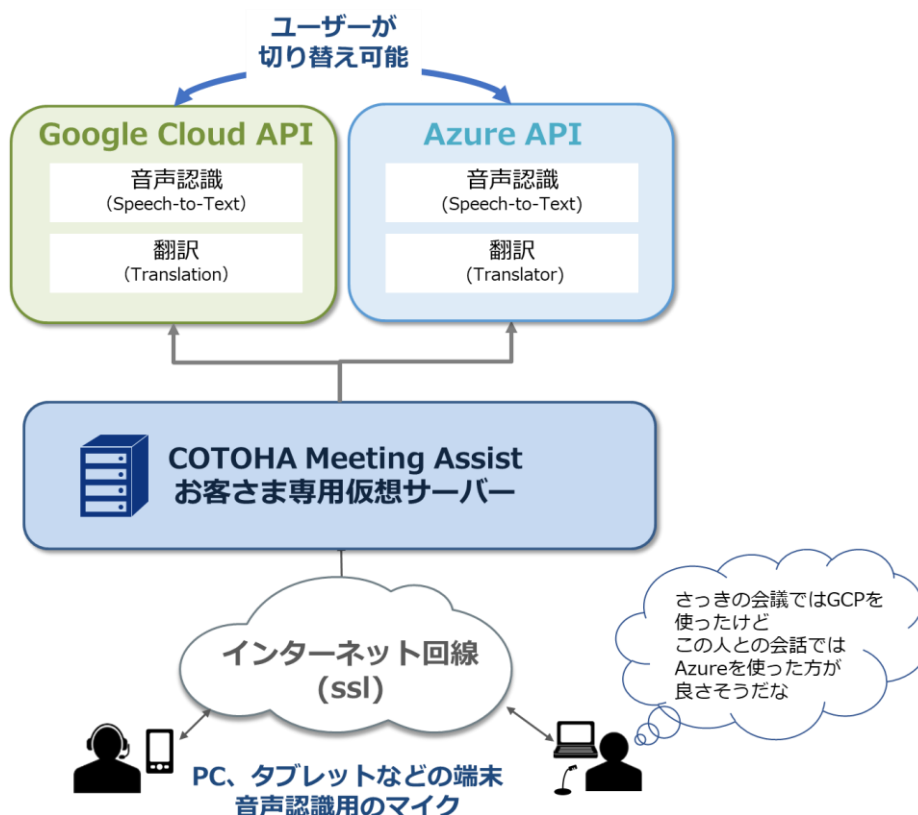 ユーザーが
切り替え可能
Google Cloud API
音声認識
(Speech-to-Text)
翻訳
(Translation)
Azure API
音声認識
(Speech-to-Text)
翻訳
(Translator)
COTOHA Meeting Assist
お客さま専用仮想サーバー
インターネット回線
(ssl)
さっきの会議ではGCPを
使ったけど
この人との会話では
Azureを使った方が
良さそうだな
PC、タブレットなどの端末
音声認識用のマイク